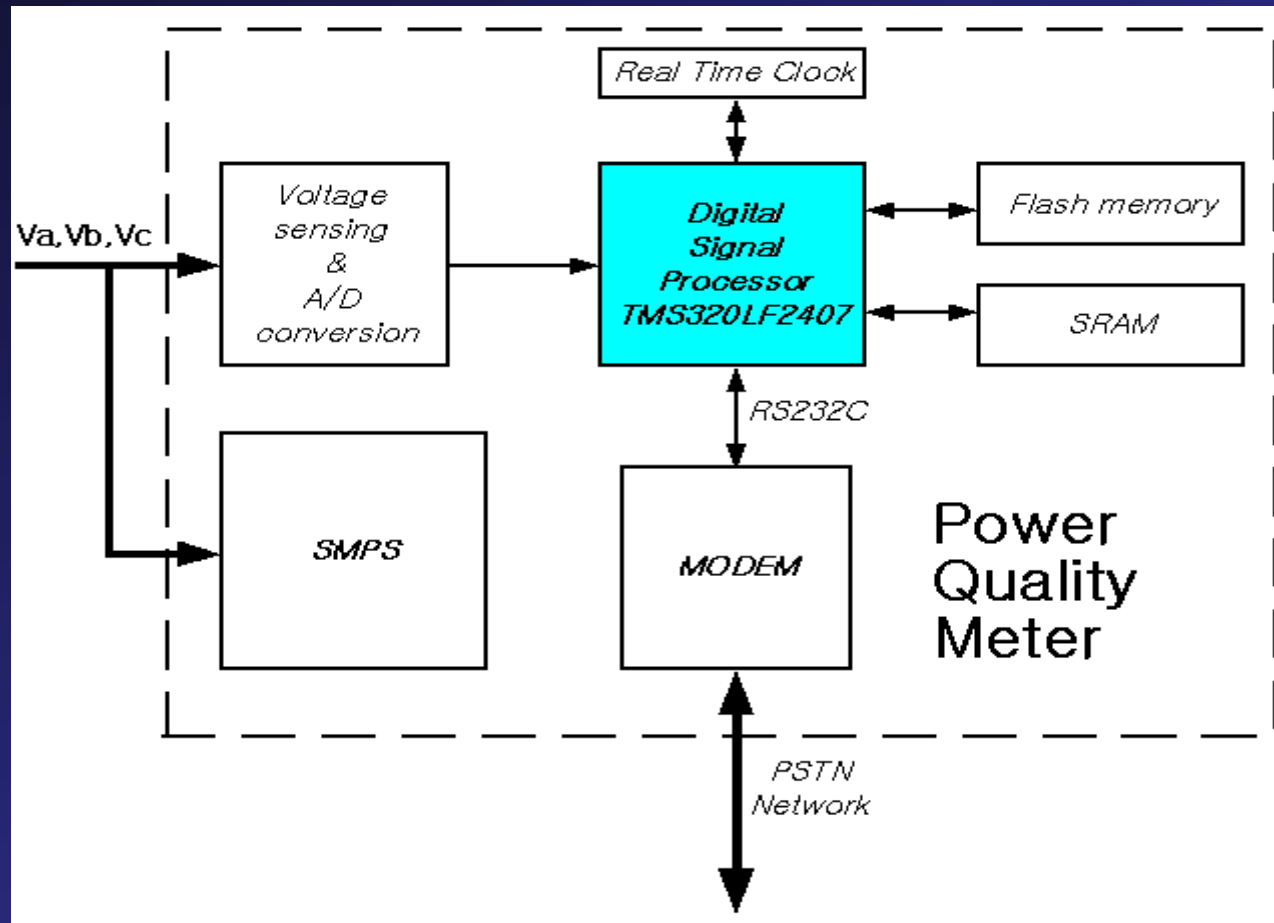 Real Time Clock
Va,Vb,Vc
Voltage
sensing
&
A/D
conversion
Digital
Signal
Processor
TMS320LF2407
Flash memory
SRAM
RS232C
SMPS
MODEM
Power
Quality
Meter
PSTN
Network